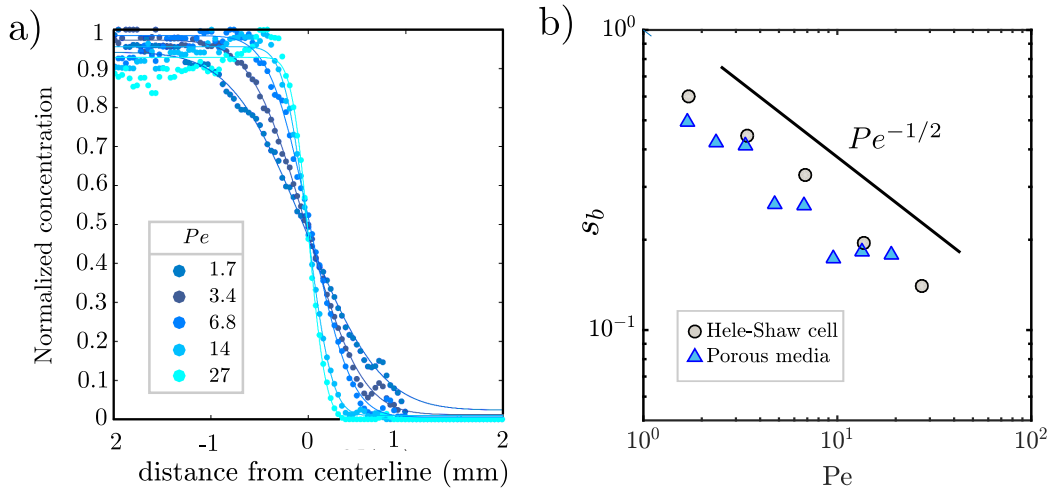 a)
Normalized concentration
1
0.9
0.8
0.7
0.6
0.5
0.4
0.3
0.2
0.1
0
Pe
1.7
3.4
6.8
14
27
2 -1 0 1 2
distance from centerline (mm)
b)
s_b
10^0
10^{-1}
Pe^{-1/2}
Hele-Shaw cell
Porous media
10^0 10^1 10^2
Pe